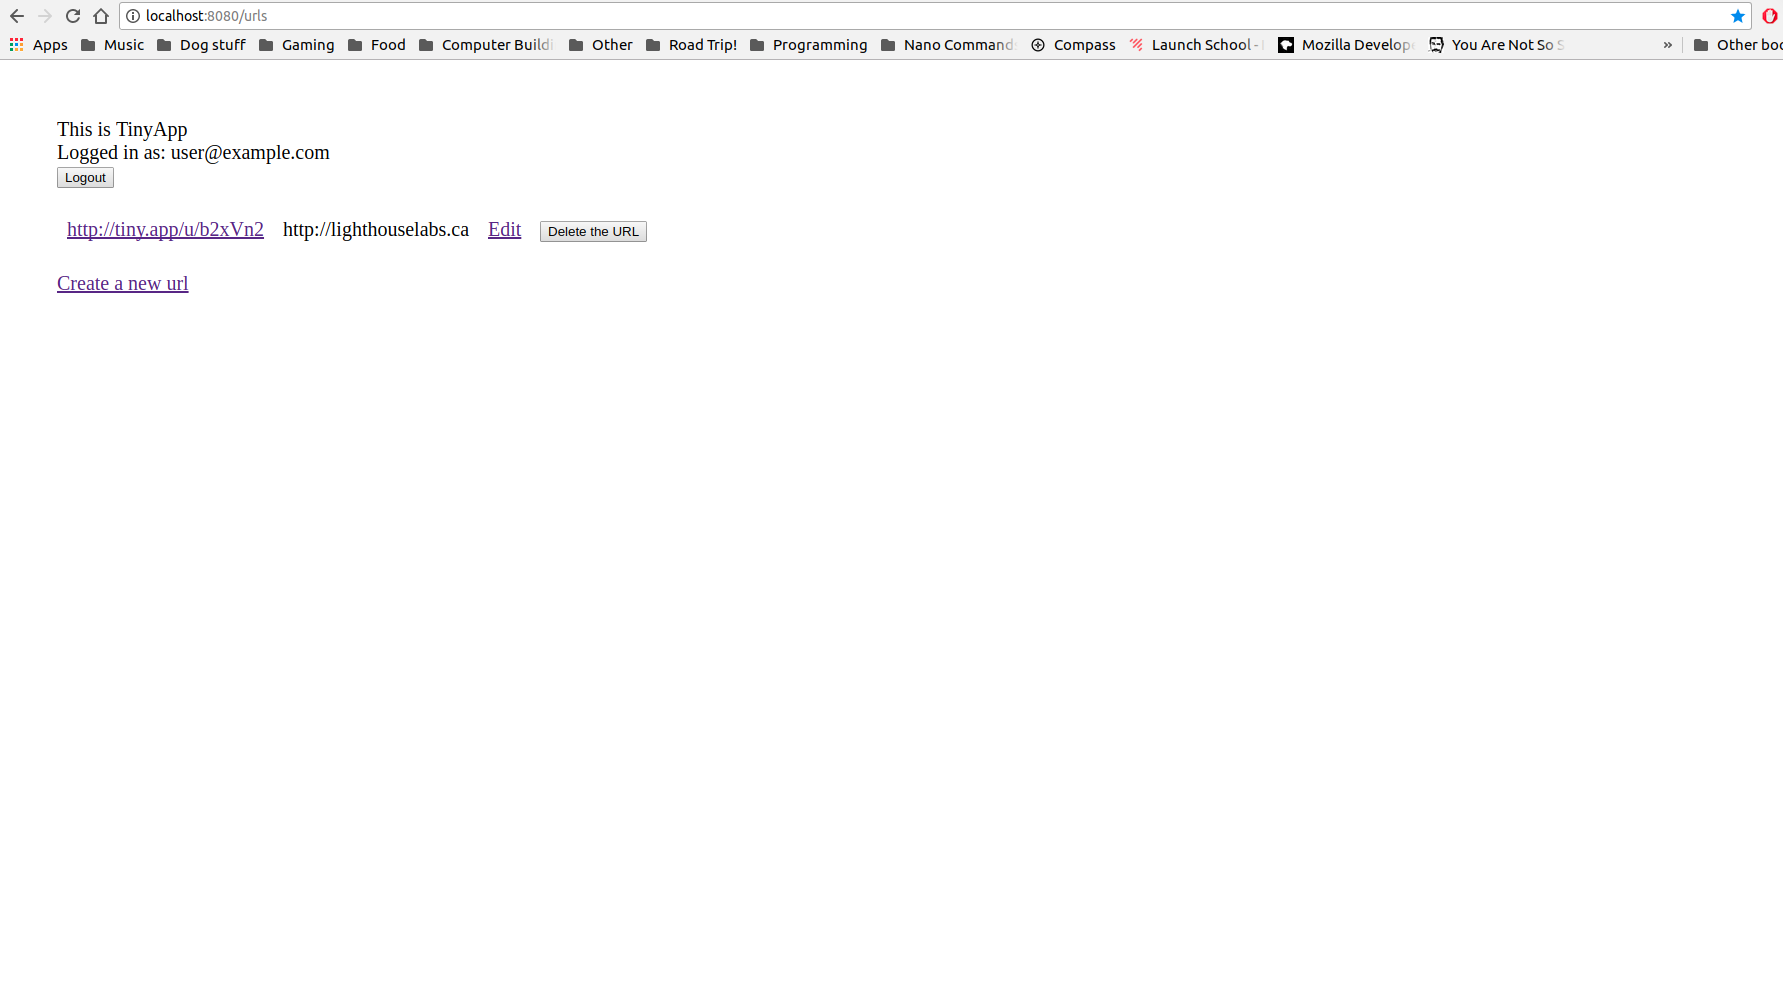 localhost:8080/urls
Apps Music Dog stuff Gaming Food Computer Buildi Other Road Trip! Programming Nano Commands Compass Launch School - Mozilla Develope You Are Not So S » Other boo
This is TinyApp
Logged in as: user@example.com
Logout
http://tiny.app/u/b2xVn2 http://lighthouselabs.ca Edit Delete the URL
Create a new url